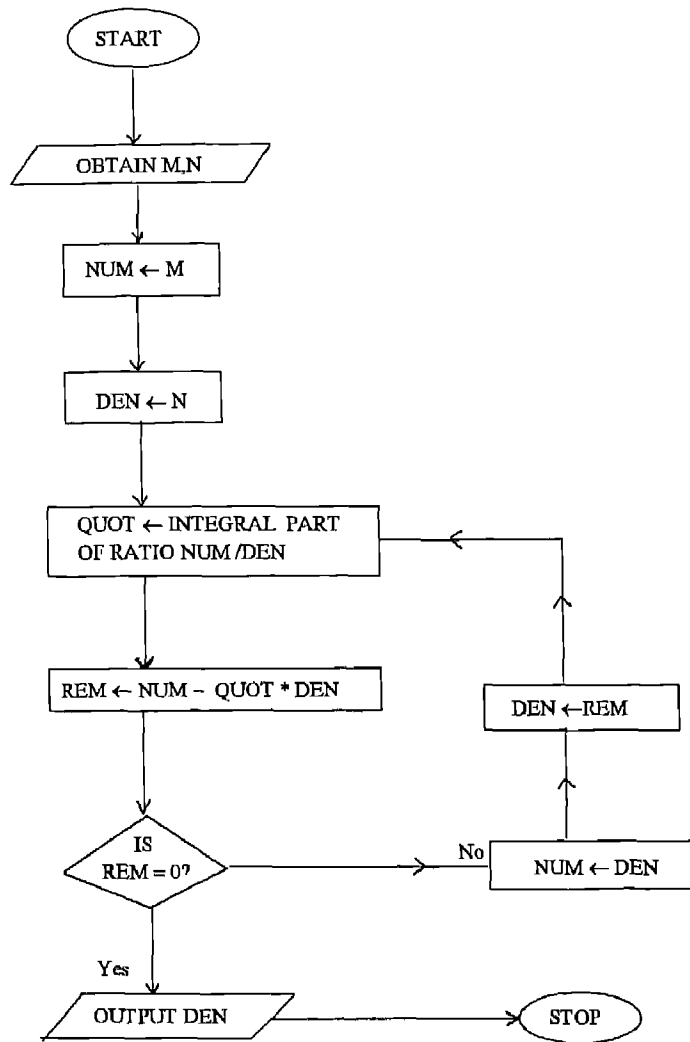 START
OBTAIN M,N
NUM ← M
DEN ← N
QUOT ← INTEGRAL PART
OF RATIO NUM /DEN
REM ← NUM – QUOT * DEN
DEN ←REM
IS
REM = 0?
No
NUM ← DEN
Yes
OUTPUT DEN
STOP